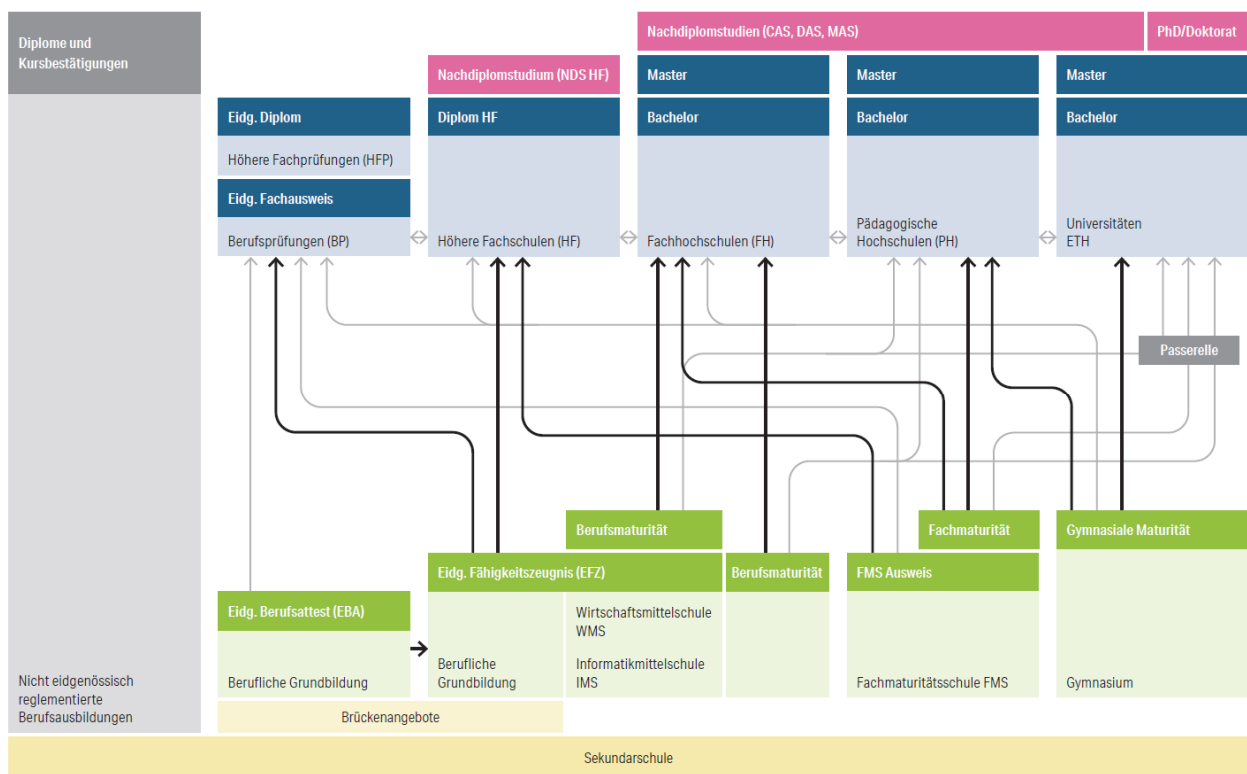 Diplome und
Kursbestätigungen
Nachdiplomstudien (CAS, DAS, MAS)
PhD/Doktorat
Nachdiplomstudium (NDS HF)
Master
Master
Master
Eidg. Diplom
Diplom HF
Bachelor
Bachelor
Bachelor
Höhere Fachprüfungen (HFP)
Eidg. Fachausweis
Berufsprüfungen (BP)
Höhere Fachschulen (HF)
Fachhochschulen (FH)
Pädagogische
Hochschulen (PH)
Universitäten
ETH
Passerelle
Berufsmaturität
Fachmaturität
Gymnasiale Maturität
Eidg. Fähigkeitszeugnis (EFZ)
Berufsmaturität
FMS Ausweis
Eidg. Berufsattest (EBA)
Wirtschaftsmittelschule
WMS
Informatikmittelschule
IMS
Berufliche Grundbildung
Berufliche
Grundbildung
Fachmaturitätsschule FMS
Gymnasium
Nicht eidgenössisch
reglementierte
Berufsausbildungen
Brückenangebote
Sekundarschule